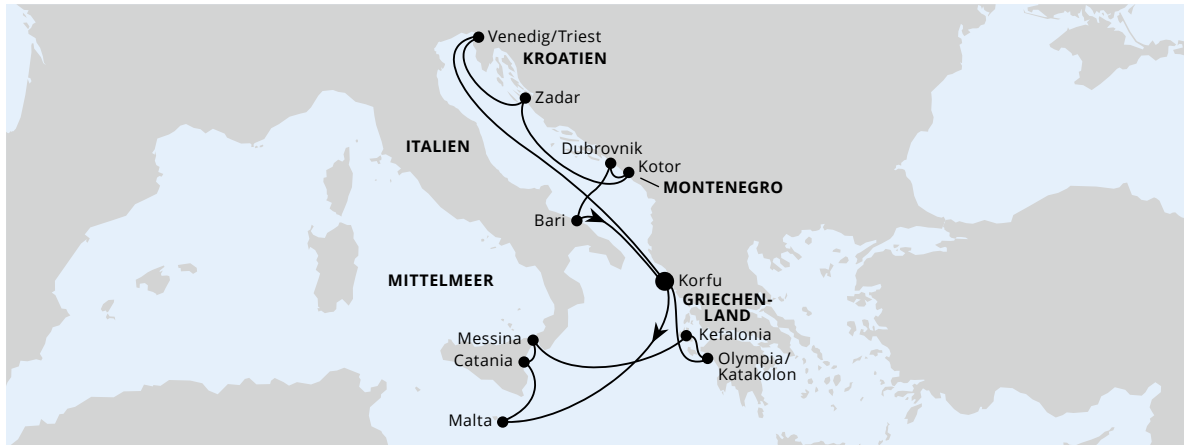 Venedig/Triest
KROATIEN
Zadar
ITALIEN
Dubrovnik
Kotor
MONTENEGRO
Bari
MITTELMEER
Korfu
GRIECHEN-
LAND
Kefalonia
Messina
Catania
Olympia/
Katakolon
Malta